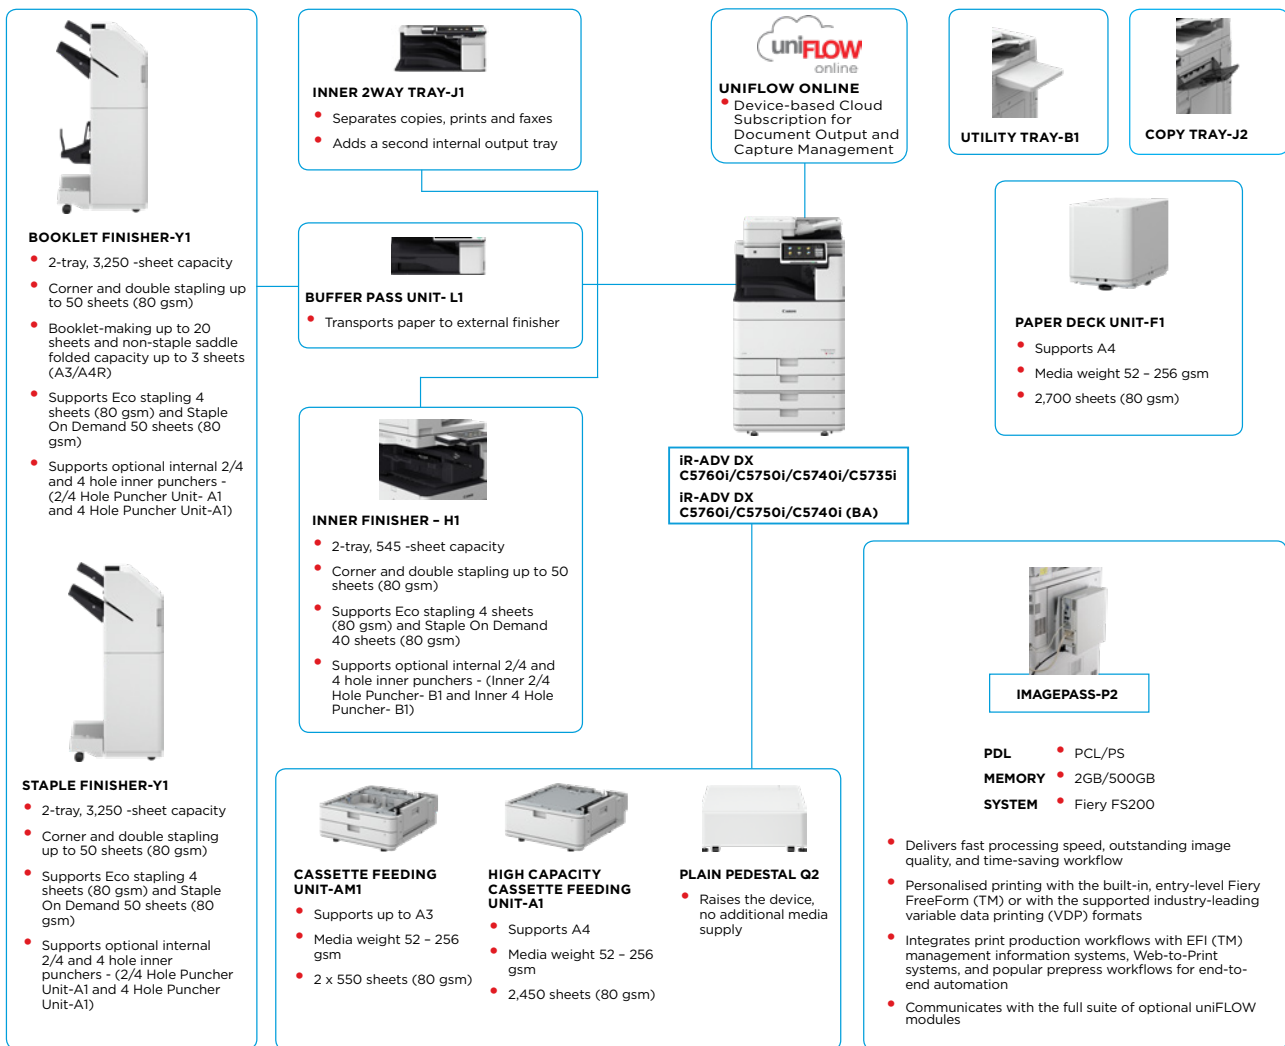 BOOKLET FINISHER-Y1
2-tray, 3,250 -sheet capacity
Corner and double stapling up
to 50 sheets (80 gsm)
Booklet-making up to 20
sheets and non-staple saddle
folded capacity up to 3 sheets
(A3/A4R)
Supports Eco stapling 4
sheets (80 gsm) and Staple
On Demand 50 sheets (80
gsm)
Supports optional internal 2/4
and 4 hole inner punchers -
(2/4 Hole Puncher Unit- A1
and 4 Hole Puncher Unit-A1)
STAPLE FINISHER-Y1
2-tray, 3,250 -sheet capacity
Corner and double stapling
up to 50 sheets (80 gsm)
Supports Eco stapling 4
sheets (80 gsm) and Staple
On Demand 50 sheets (80
gsm)
Supports optional internal
2/4 and 4 hole inner
punchers - (2/4 Hole Puncher
Unit-A1 and 4 Hole Puncher
Unit-A1)
INNER 2WAY TRAY-J1
Separates copies, prints and faxes
Adds a second internal output tray
BUFFER PASS UNIT- L1
Transports paper to external finisher
INNER FINISHER – H1
2-tray, 545 -sheet capacity
Corner and double stapling up to 50
sheets (80 gsm)
Supports Eco stapling 4 sheets
(80 gsm) and Staple On Demand
40 sheets (80 gsm)
Supports optional internal 2/4 and
4 hole inner punchers - (Inner 2/4
Hole Puncher- B1 and Inner 4 Hole
Puncher- B1)
uniFLOW
online
UNIFLOW ONLINE
Device-based Cloud
Subscription for
Document Output and
Capture Management
Canon
iR-ADV DX
C5760i/C5750i/C5740i/C5735i
iR-ADV DX
C5760i/C5750i/C5740i (BA)
UTILITY TRAY-B1
COPY TRAY-J2
PAPER DECK UNIT-F1
Supports A4
Media weight 52 – 256 gsm
2,700 sheets (80 gsm)
CASSETTE FEEDING
UNIT-AM1
Supports up to A3
Media weight 52 – 256
gsm
2 x 550 sheets (80 gsm)
HIGH CAPACITY
CASSETTE FEEDING
UNIT-A1
Supports A4
Media weight 52 – 256
gsm
2,450 sheets (80 gsm)
PLAIN PEDESTAL Q2
Raises the device,
no additional media
supply
IMAGEPASS-P2
PDL PCL/PS
MEMORY 2GB/500GB
SYSTEM Fiery FS200
Delivers fast processing speed, outstanding image
quality, and time-saving workflow
Personalised printing with the built-in, entry-level Fiery
FreeForm (TM) or with the supported industry-leading
variable data printing (VDP) formats
Integrates print production workflows with EFI (TM)
management information systems, Web-to-Print
systems, and popular prepress workflows for end-to-
end automation
Communicates with the full suite of optional uniFLOW
modules